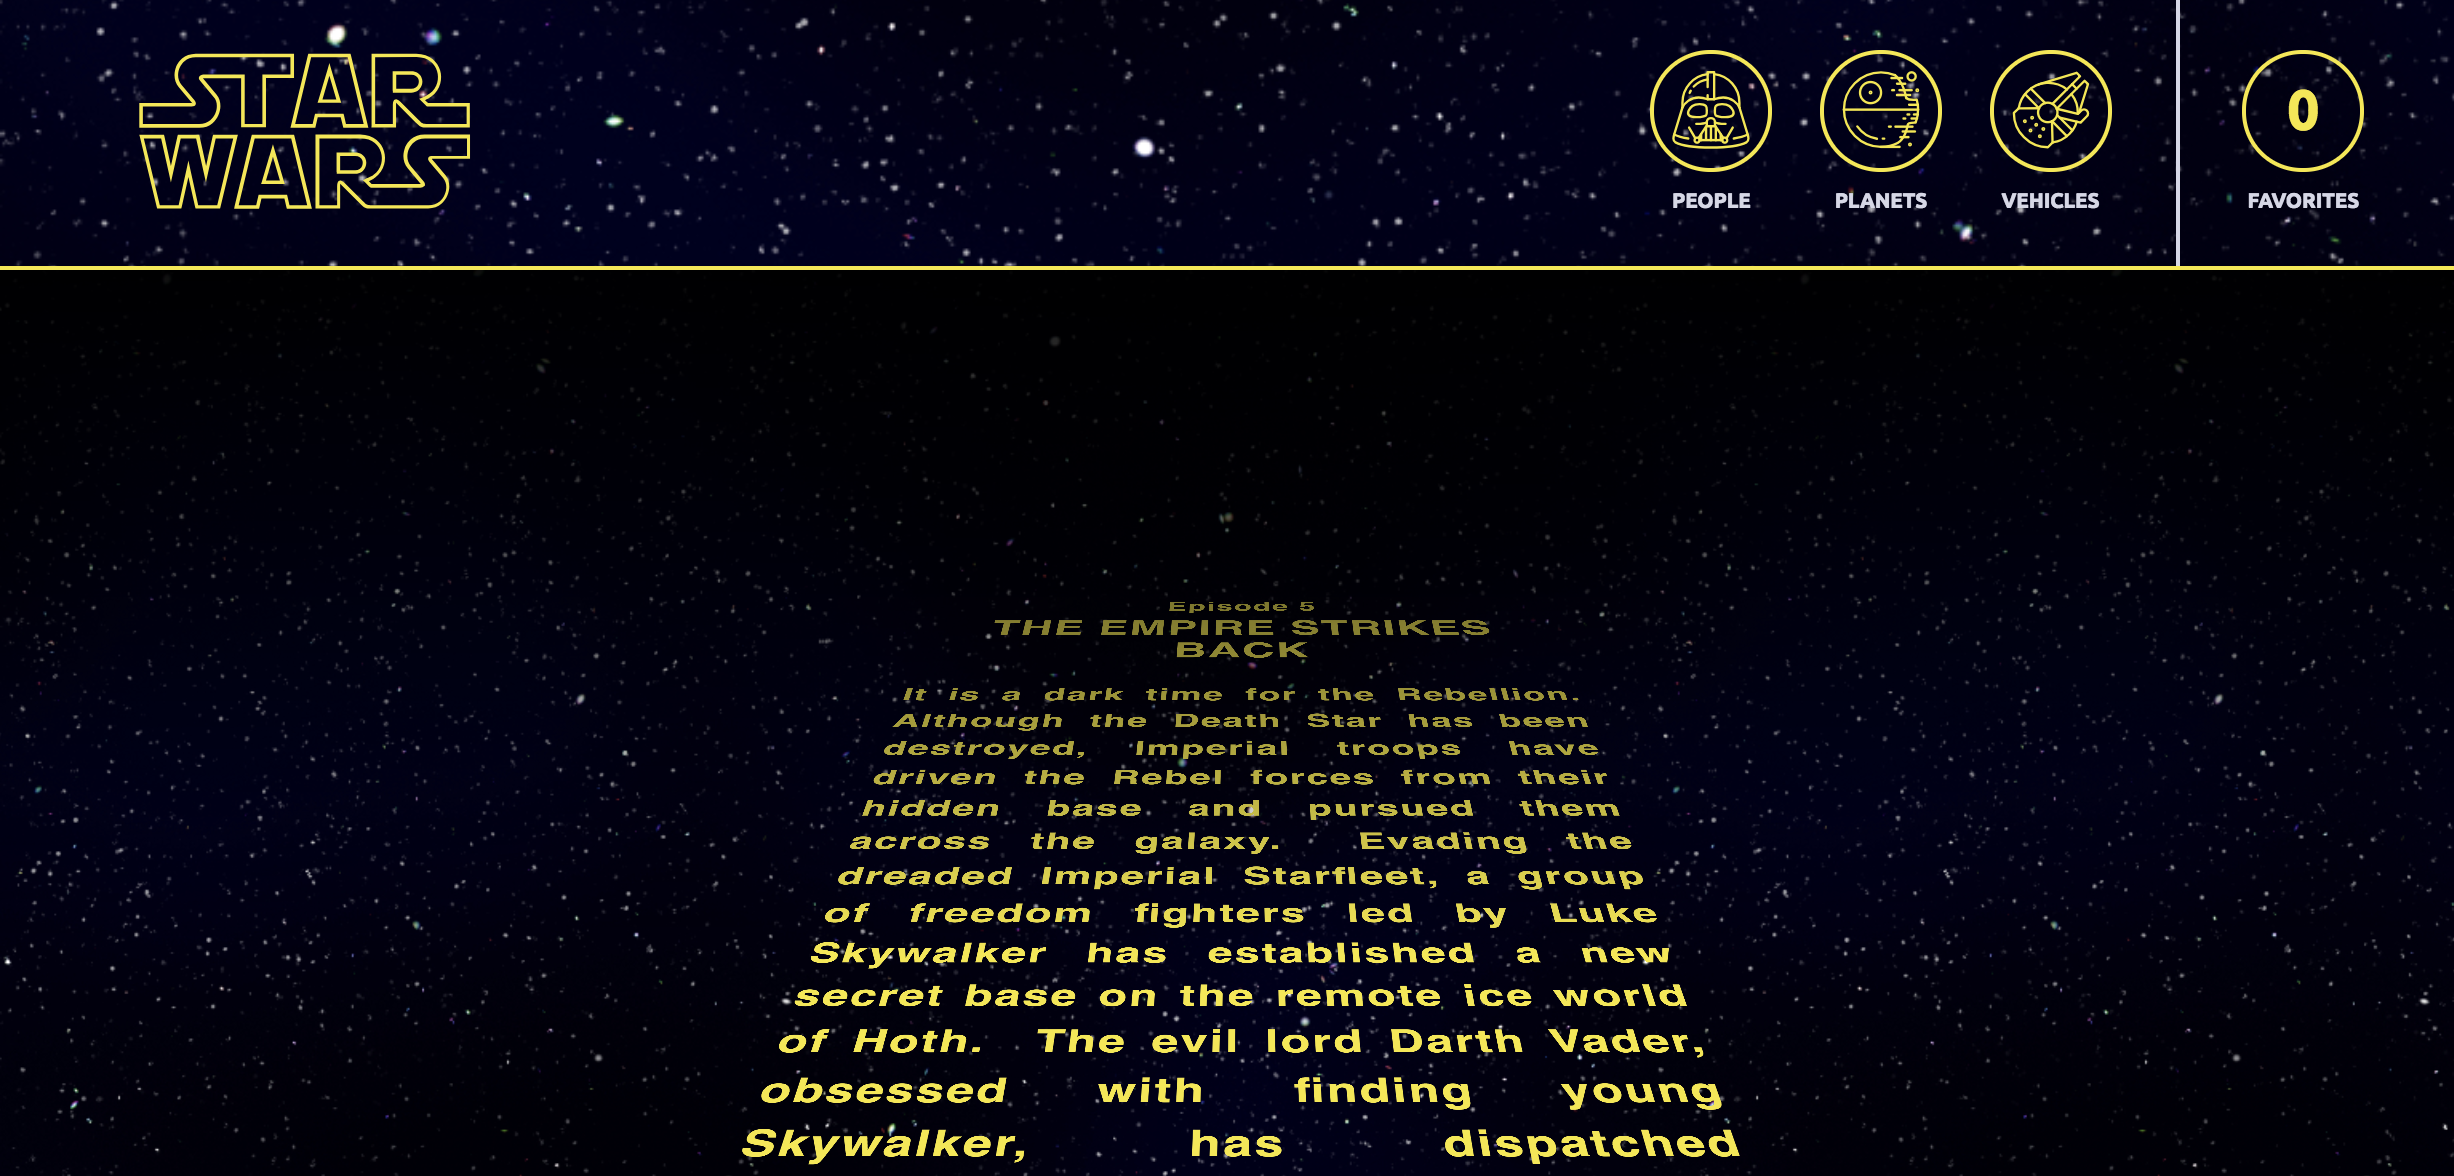 STAR
WARS
PEOPLE
PLANETS
VEHICLES
0
FAVORITES
Episode 5
THE EMPIRE STRIKES
BACK
It is a dark time for the Rebellion.
Although the Death Star has been
destroyed, Imperial troops have
driven the Rebel forces from their
hidden base and pursued them
across the galaxy. Evading the
dreaded Imperial Starfleet, a group
of freedom fighters led by Luke
Skywalker has established a new
secret base on the remote ice world
of Hoth. The evil lord Darth Vader,
obsessed with finding young
Skywalker, has dispatched